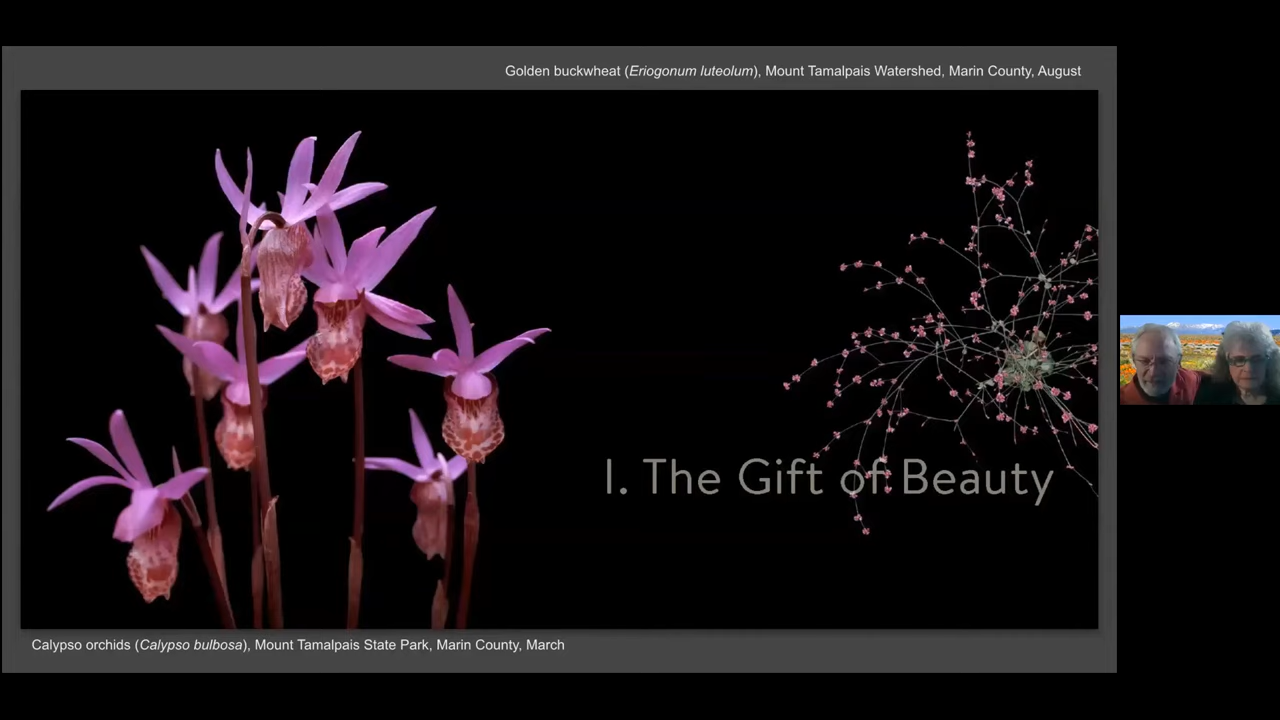 Golden buckwheat (Eriogonum luteolum), Mount Tamalpais Watershed, Marin County, August
I. The Gift of Beauty
Calypso orchids (Calypso bulbosa), Mount Tamalpais State Park, Marin County, March